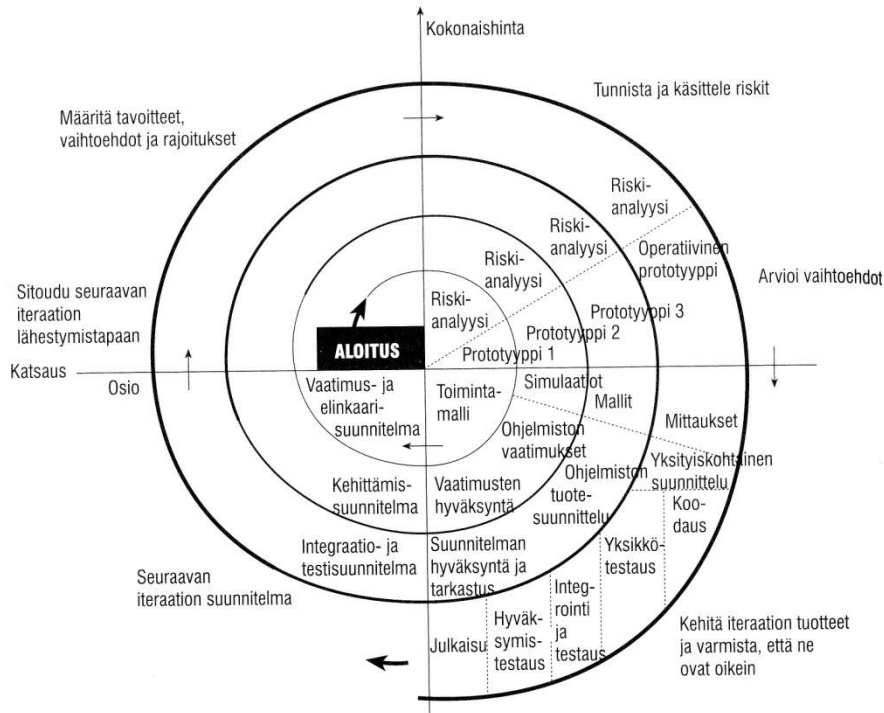 Kokonaishinta
Tunnista ja käsittele riskit
Määritä tavoitteet,
vaihtoehdot ja rajoitukset
Riski-
analyysi
Riski-
analyysi
Operatiivinen
prototyyppi
Riski-
analyysi
Arvioi vaihtoehdot
Sitoudu seuraavan
iteraation
lähestymistapaan
Riski-
analyysi
Prototyyppi 3
Prototyyppi 2
Prototyyppi 1
ALOITUS
Katsaus
Osio
Vaatimus- ja
elinkaari-
suunnitelma
Toiminta-
malli
Simulaatiot
Mallit
Mittaukset
Ohjelmiston
vaatimukset
Yksityiskohtainen
suunnittelu
Ohjelmiston
tuote-
suunnittelu
Kehittämis-
suunnitelma
Vaatimusten
hyväksyntä
Koo-
daus
Integraatio- ja
testisuunnitelma
Suunnitelman
hyväksyntä ja
tarkastus
Yksikkö-
testaus
Seuraavan
iteraation suunnitelma
Integ-
rointi
ja
testaus
Hyväk-
symis-
testaus
Julkaisu
Kehitä iteraation tuotteet
ja varmista, että ne
ovat oikein